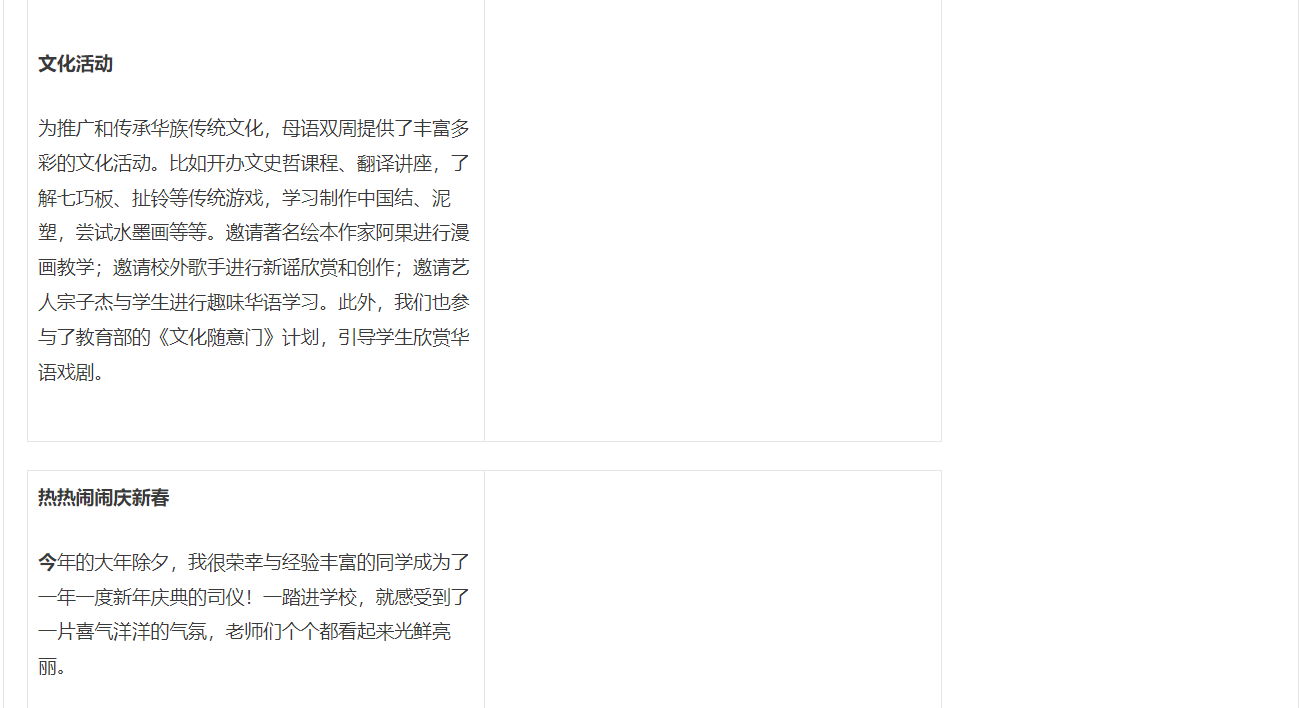 文化活动
为推广和传承华族传统文化，母语双周提供了丰富多
彩的文化活动。比如开办文史哲课程、翻译讲座，了
解七巧板、扯铃等传统游戏，学习制作中国结、泥
塑，尝试水墨画等等。邀请著名绘本作家阿果进行漫
画教学；邀请校外歌手进行新谣欣赏和创作；邀请艺
人宗子杰与学生进行趣味华语学习。此外，我们也参
与了教育部的《文化随意门》计划，引导学生欣赏华
语戏剧。
热热闹闹庆新春
今年的大年除夕，我很荣幸与经验丰富的同学成为了
一年一度新年庆典的司仪！一踏进学校，就感受到了
一片喜气洋洋的气氛，老师们个个都看起来光鲜亮
丽。